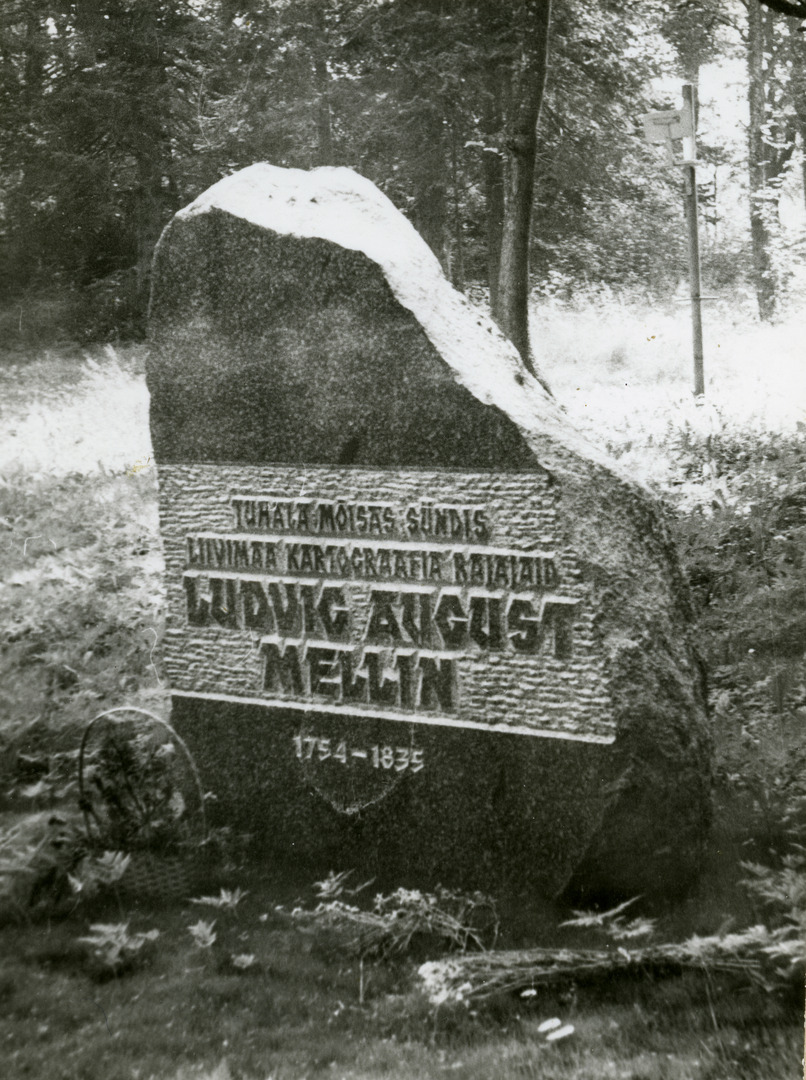 TUHALA MÕISAS SÜNDIS
LIIVIMAA KARTOGRAAFIA RAJAJAID
LUDVIG AUGUST
MELLIN
1754-1835